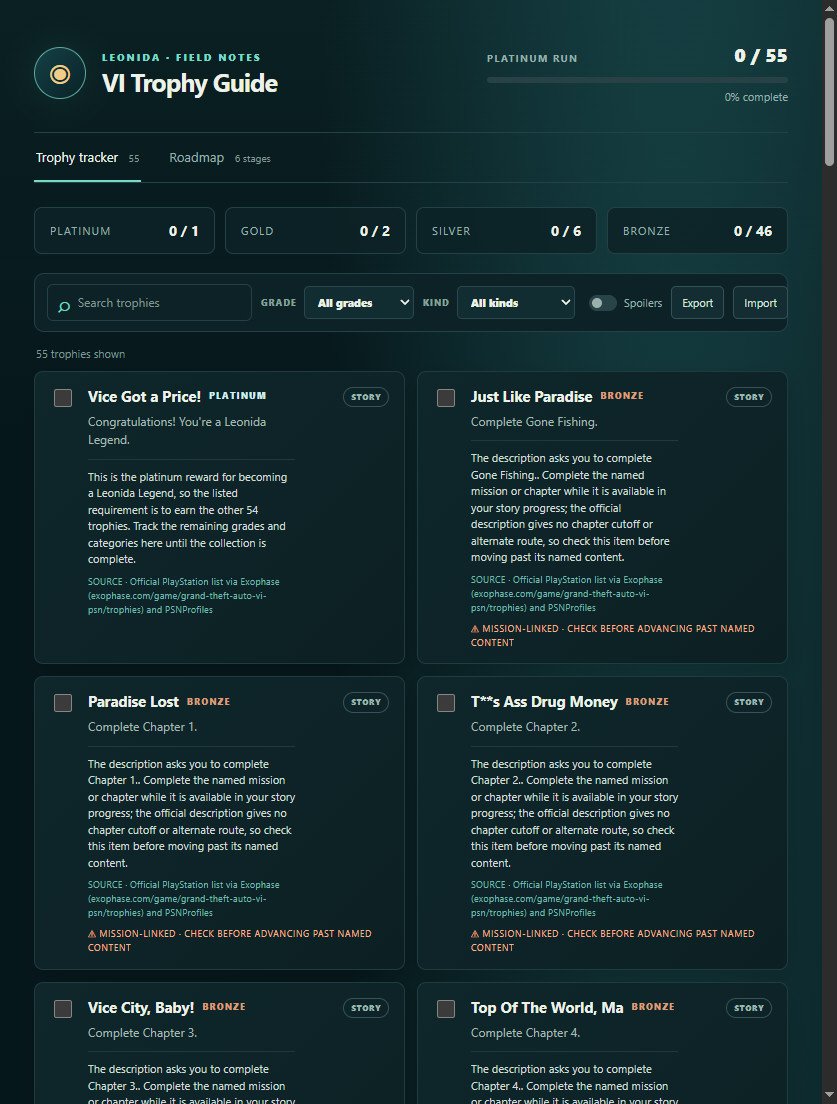 LEONIDA · FIELD NOTES
VI Trophy Guide
PLATINUM RUN
0 / 55
0% complete
Trophy tracker 55
Roadmap 6 stages
PLATINUM 0 / 1
GOLD 0 / 2
SILVER 0 / 6
BRONZE 0 / 46
Search trophies
GRADE All grades
KIND All kinds
Spoilers
Export
Import
55 trophies shown
Vice Got a Price! PLATINUM
STORY
Congratulations! You're a Leonida
Legend.
This is the platinum reward for becoming
a Leonida Legend, so the listed
requirement is to earn the other 54
trophies. Track the remaining grades and
categories here until the collection is
complete.
SOURCE · Official PlayStation list via Exophase
(exophase.com/game/grand-theft-auto-vi-
psn/trophies) and PSNProfiles
Just Like Paradise BRONZE
STORY
Complete Gone Fishing.
The description asks you to complete
Gone Fishing.. Complete the named
mission or chapter while it is available in
your story progress; the official
description gives no chapter cutoff or
alternate route, so check this item before
moving past its named content.
SOURCE · Official PlayStation list via Exophase
(exophase.com/game/grand-theft-auto-vi-
psn/trophies) and PSNProfiles
⚠ MISSION-LINKED · CHECK BEFORE ADVANCING PAST NAMED
CONTENT
Paradise Lost BRONZE
STORY
Complete Chapter 1.
The description asks you to complete
Chapter 1.. Complete the named mission
or chapter while it is available in your story
progress; the official description gives no
chapter cutoff or alternate route, so check
this item before moving past its named
content.
SOURCE · Official PlayStation list via Exophase
(exophase.com/game/grand-theft-auto-vi-
psn/trophies) and PSNProfiles
⚠ MISSION-LINKED · CHECK BEFORE ADVANCING PAST NAMED
CONTENT
T**s Ass Drug Money BRONZE
STORY
Complete Chapter 2.
The description asks you to complete
Chapter 2.. Complete the named mission
or chapter while it is available in your story
progress; the official description gives no
chapter cutoff or alternate route, so check
this item before moving past its named
content.
SOURCE · Official PlayStation list via Exophase
(exophase.com/game/grand-theft-auto-vi-
psn/trophies) and PSNProfiles
⚠ MISSION-LINKED · CHECK BEFORE ADVANCING PAST NAMED
CONTENT
Vice City, Baby! BRONZE
STORY
Complete Chapter 3.
The description asks you to complete
Chapter 3.. Complete the named mission
or chapter while it is available in your story
Top Of The World, Ma BRONZE
STORY
Complete Chapter 4.
The description asks you to complete
Chapter 4.. Complete the named mission
or chapter while it is available in your story